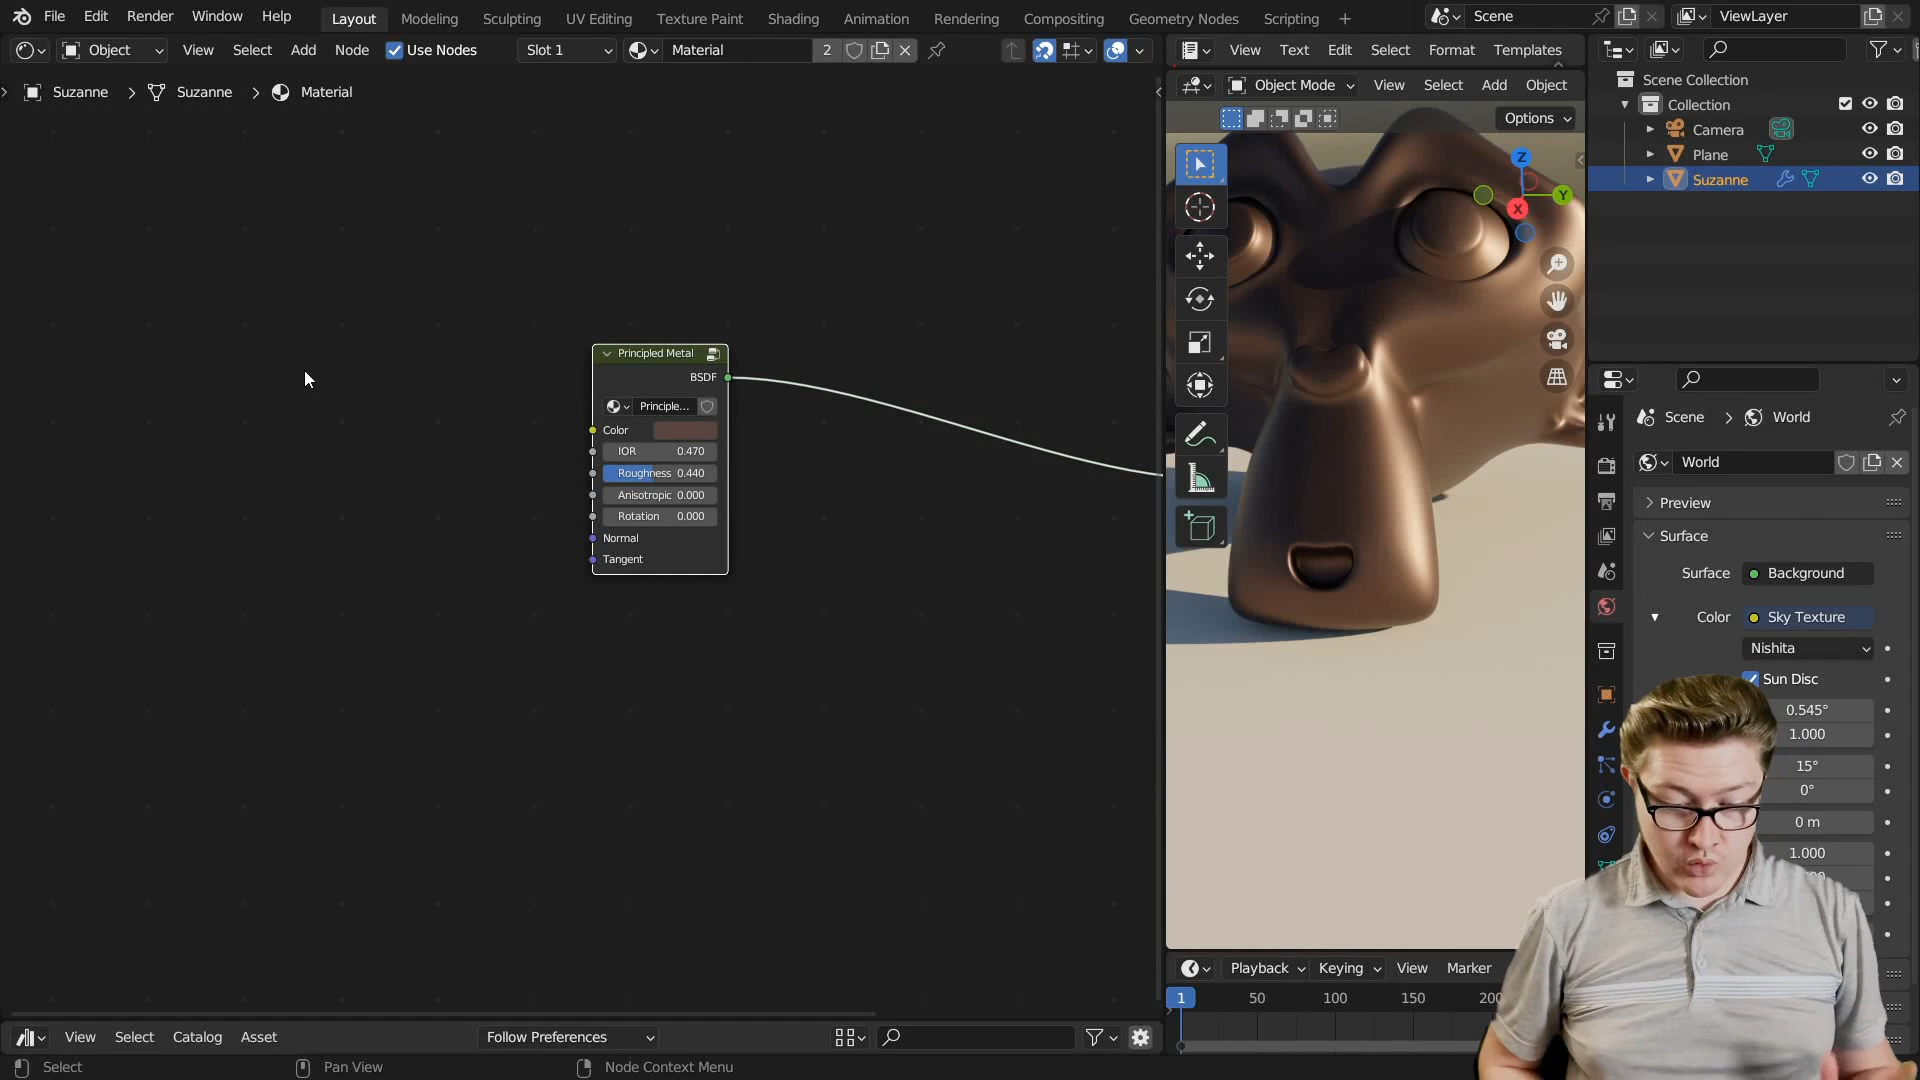 File Edit Render Window Help
Layout Modeling Sculpting UV Editing Texture Paint Shading Animation Rendering Compositing Geometry Nodes Scripting +
Scene
ViewLayer
Object View Select Add Node Use Nodes Slot 1 Material 2
View Text Edit Select Format Templates
Suzanne > Suzanne > Material
Object Mode View Select Add Object
Options
Z
Y
X
Scene Collection
Collection
Camera
Plane
Suzanne
Principled Metal
BSDF
Principle...
Color
IOR 0.470
Roughness 0.440
Anisotropic 0.000
Rotation 0.000
Normal
Tangent
Scene > World
World
Preview
Surface
Surface Background
Color Sky Texture
Nishita
Sun Disc
0.545°
1.000
15°
0°
0 m
1.000
Playback Keying View Marker
1 50 100 150 200
View Select Catalog Asset Follow Preferences
Select Pan View Node Context Menu